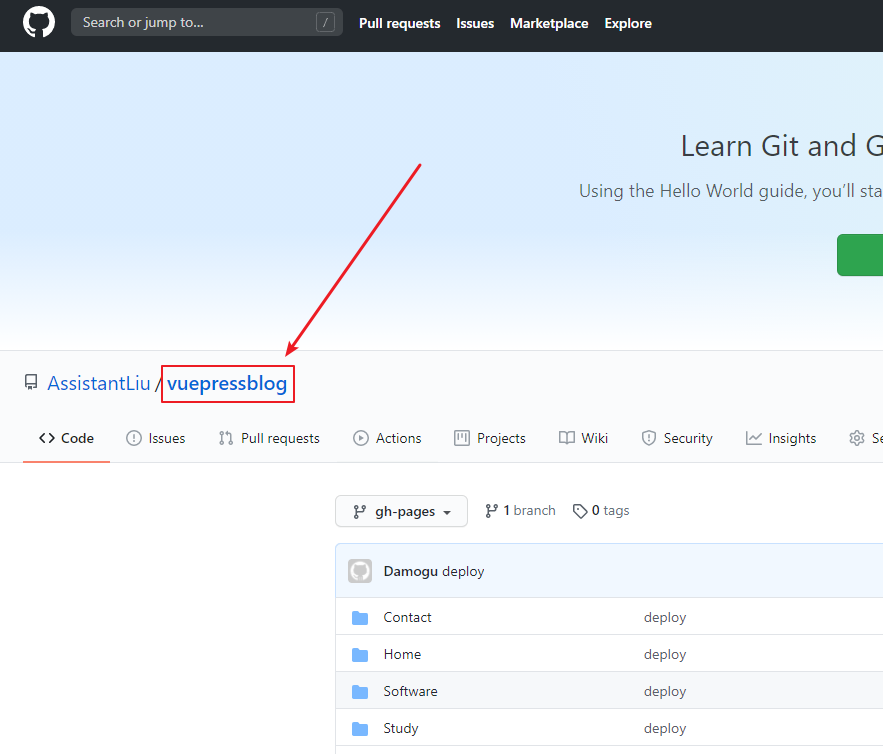 Search or jump to... / Pull requests Issues Marketplace Explore
Learn Git and G
Using the Hello World guide, you’ll sta
AssistantLiu / vuepressblog
Code Issues Pull requests Actions Projects Wiki Security Insights Se
gh-pages 1 branch 0 tags
Damogu deploy
Contact deploy
Home deploy
Software deploy
Study deploy